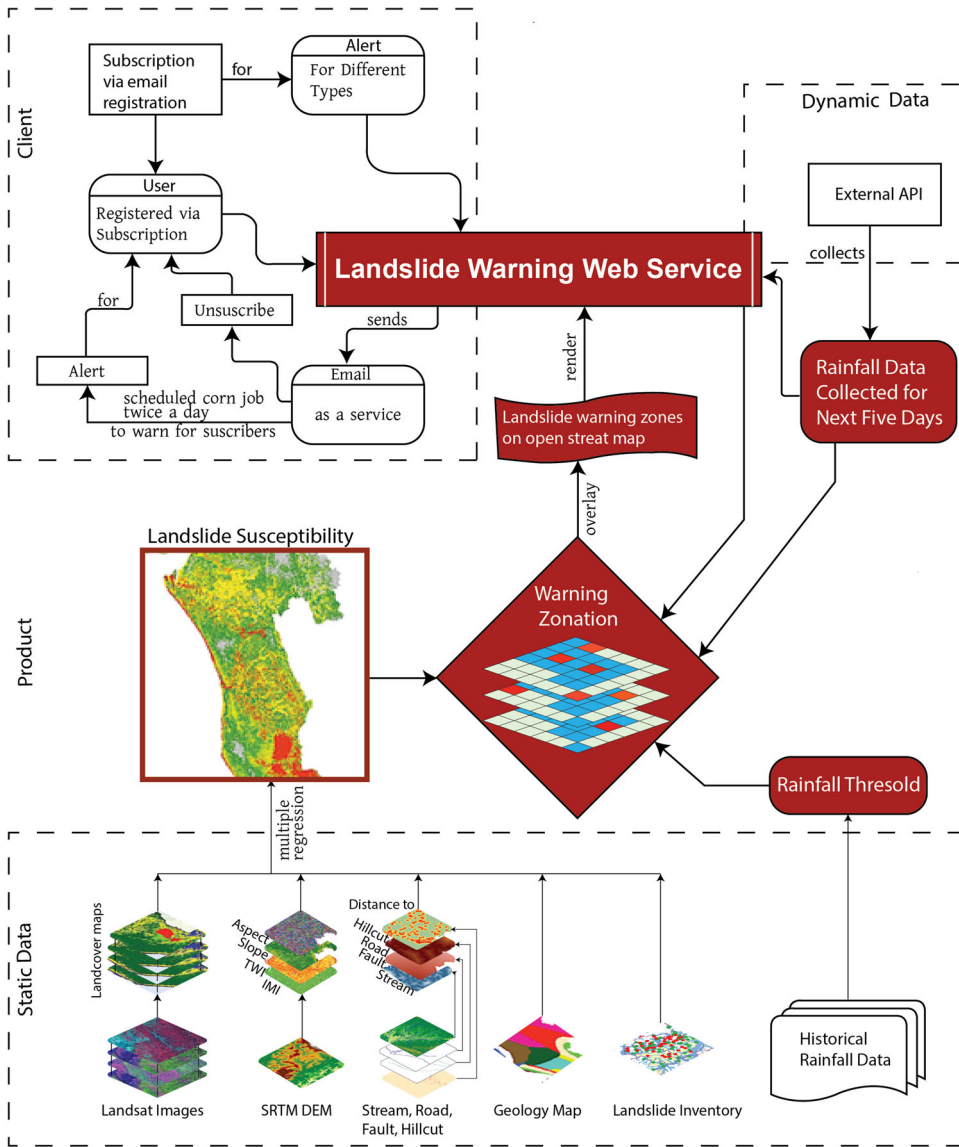 Client
Subscription
via email
registration
for
Alert
For Different
Types
User
Registered via
Subscription
for
Unsuscribe
Alert
scheduled corn job
twice a day
to warn for suscribers
sends
Email
as a service
Landslide Warning Web Service
Dynamic Data
External API
collects
Rainfall Data
Collected for
Next Five Days
render
Landslide warning zones
on open streat map
overlay
Product
Landslide Susceptibility
Warning
Zonation
Rainfall Thresold
multiple
regression
Static Data
Landcover maps
Aspect
Slope
TWI
IMI
Distance to
Hillcut
Road
Fault
Stream
Landsat Images
SRTM DEM
Stream, Road,
Fault, Hillcut
Geology Map
Landslide Inventory
Historical
Rainfall Data